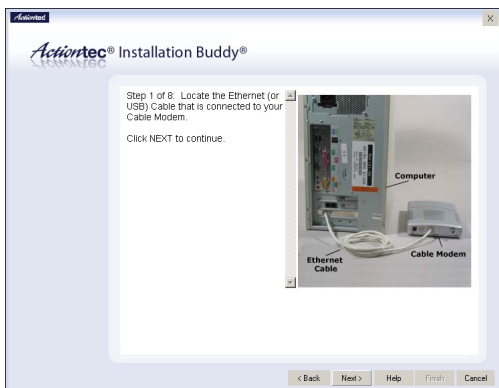 Actiontec
X
Actiontec® Installation Buddy®
Step 1 of 8: Locate the Ethernet (or
USB) Cable that is connected to your
Cable Modem.
Click NEXT to continue.
Computer
Cable Modem
Ethernet
Cable
< Back Next > Help Finish Cancel